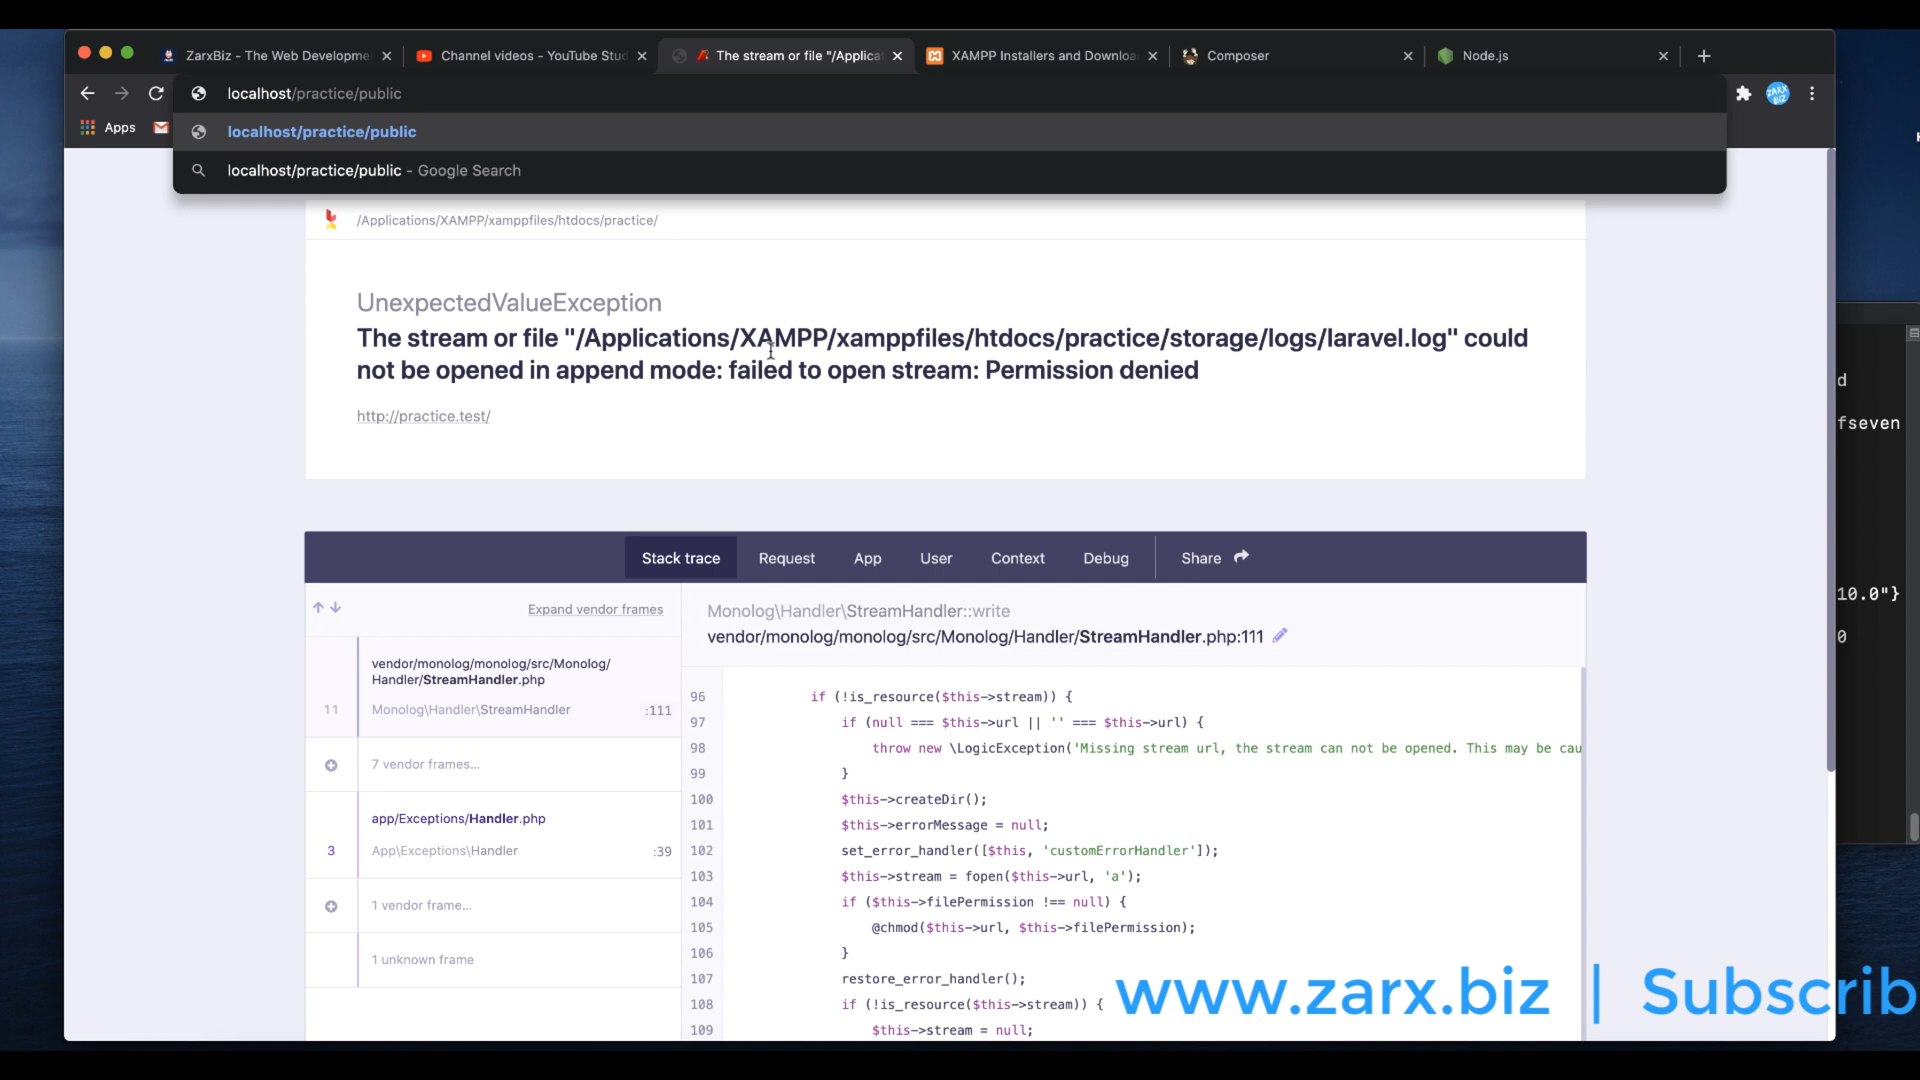 ZarxBiz - The Web Developme
Channel videos - YouTube Stud
The stream or file "/Applica
XAMPP Installers and Downloa
Composer
Node.js
localhost/practice/public
ZARX
BIZ
Apps
localhost/practice/public
localhost/practice/public - Google Search
/Applications/XAMPP/xamppfiles/htdocs/practice/
UnexpectedValueException
The stream or file "/Applications/XAMPP/xamppfiles/htdocs/practice/storage/logs/laravel.log" could
not be opened in append mode: failed to open stream: Permission denied
http://practice.test/
d
fseven
10.0"}
0
Stack trace
Request
App
User
Context
Debug
Share
Expand vendor frames
vendor/monolog/monolog/src/Monolog/
Handler/StreamHandler.php
11 Monolog\Handler\StreamHandler :111
7 vendor frames...
app/Exceptions/Handler.php
3 App\Exceptions\Handler :39
1 vendor frame...
1 unknown frame
Monolog\Handler\StreamHandler::write
vendor/monolog/monolog/src/Monolog/Handler/StreamHandler.php:111
96 if (!is_resource($this->stream)) {
97 if (null === $this->url || '' === $this->url) {
98 throw new \LogicException('Missing stream url, the stream can not be opened. This may be cau
99 }
100 $this->createDir();
101 $this->errorMessage = null;
102 set_error_handler([$this, 'customErrorHandler']);
103 $this->stream = fopen($this->url, 'a');
104 if ($this->filePermission !== null) {
105 @chmod($this->url, $this->filePermission);
106 }
107 restore_error_handler();
108 if (!is_resource($this->stream)) {
109 $this->stream = null;
www.zarx.biz | Subscrib